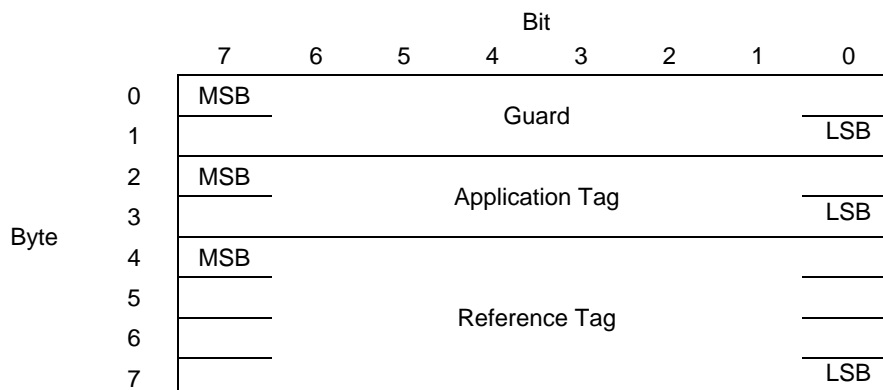 Bit
7 6 5 4 3 2 1 0
0 MSB
Guard
1 LSB
2 MSB
Application Tag
3 LSB
Byte
4 MSB
5
Reference Tag
6
7 LSB